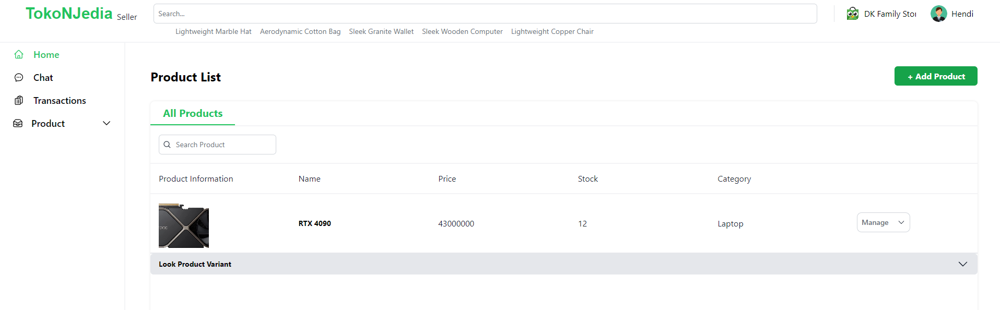 TokoNJedia Seller
Search...
DK Family Stor
Hendi
Lightweight Marble Hat Aerodynamic Cotton Bag Sleek Granite Wallet Sleek Wooden Computer Lightweight Copper Chair
Home
Chat
Transactions
Product
Product List
+ Add Product
All Products
Search Product
Product Information Name Price Stock Category
RTX 4090 43000000 12 Laptop Manage
Look Product Variant